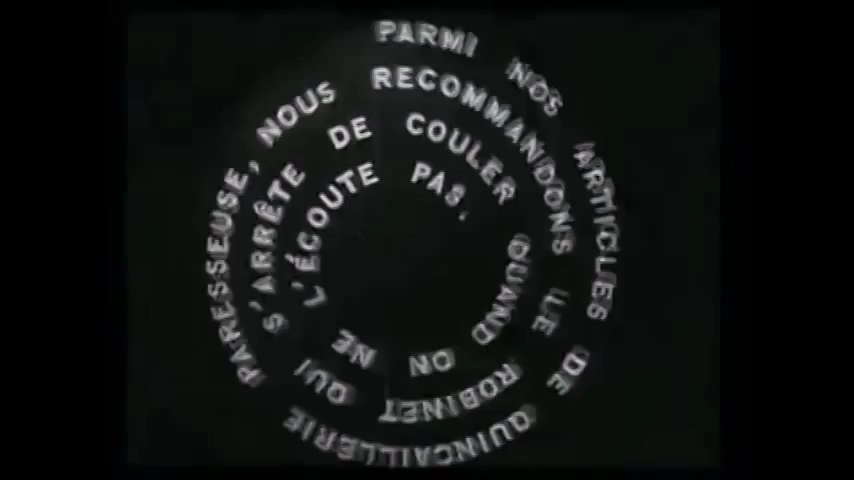 PARMI NOS ARTICLES DE QUINCAILLERIE PARESSEUSE, NOUS RECOMMANDONS LE ROBINET QUI S'ARRÊTE DE COULER QUAND ON NE L'ÉCOUTE PAS.